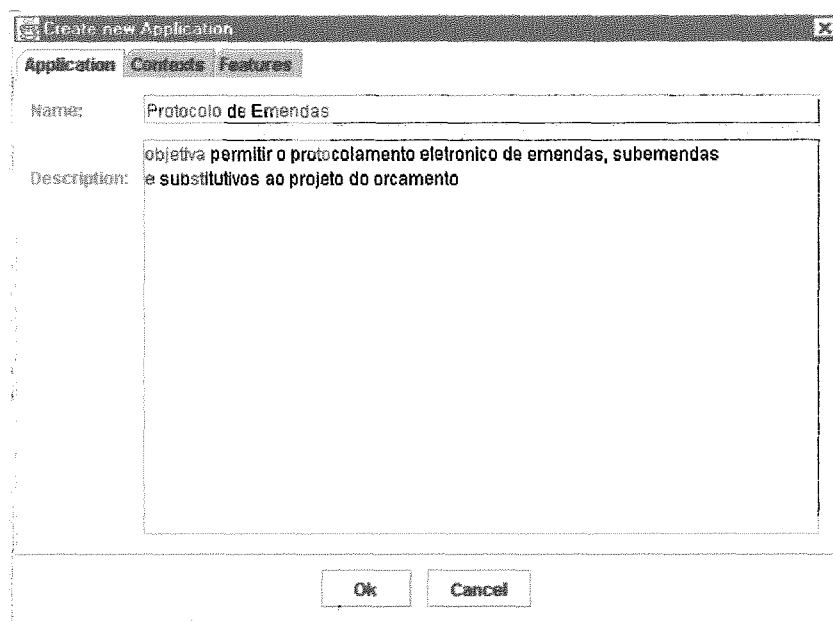 Create new Application
Application Contexts Features
Name: Protocolo de Emendas
objetiva permitir o protocolamento eletronico de emendas, subemendas
Description: e substitutivos ao projeto do orcamento
Ok Cancel